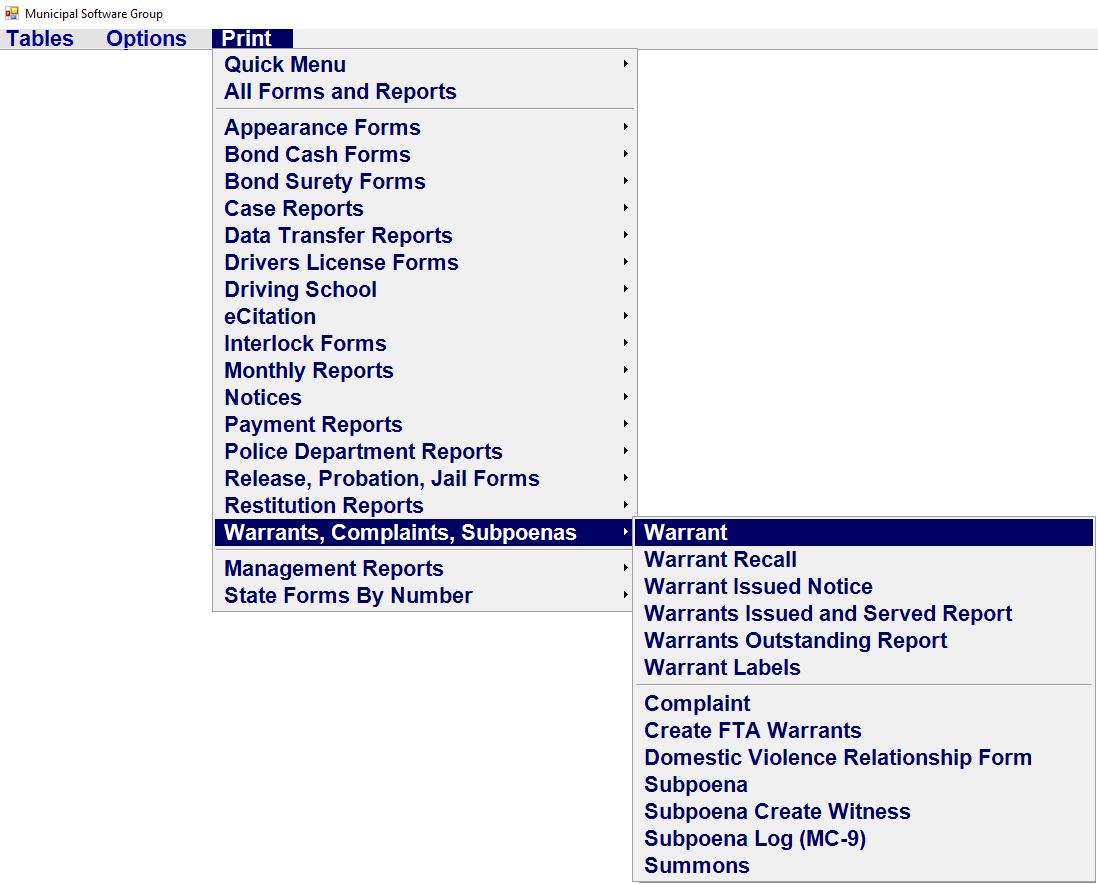 Municipal Software Group
Tables Options Print
Quick Menu
All Forms and Reports
Appearance Forms
Bond Cash Forms
Bond Surety Forms
Case Reports
Data Transfer Reports
Drivers License Forms
Driving School
eCitation
Interlock Forms
Monthly Reports
Notices
Payment Reports
Police Department Reports
Release, Probation, Jail Forms
Restitution Reports
Warrants, Complaints, Subpoenas
Management Reports
State Forms By Number
Warrant
Warrant Recall
Warrant Issued Notice
Warrants Issued and Served Report
Warrants Outstanding Report
Warrant Labels
Complaint
Create FTA Warrants
Domestic Violence Relationship Form
Subpoena
Subpoena Create Witness
Subpoena Log (MC-9)
Summons